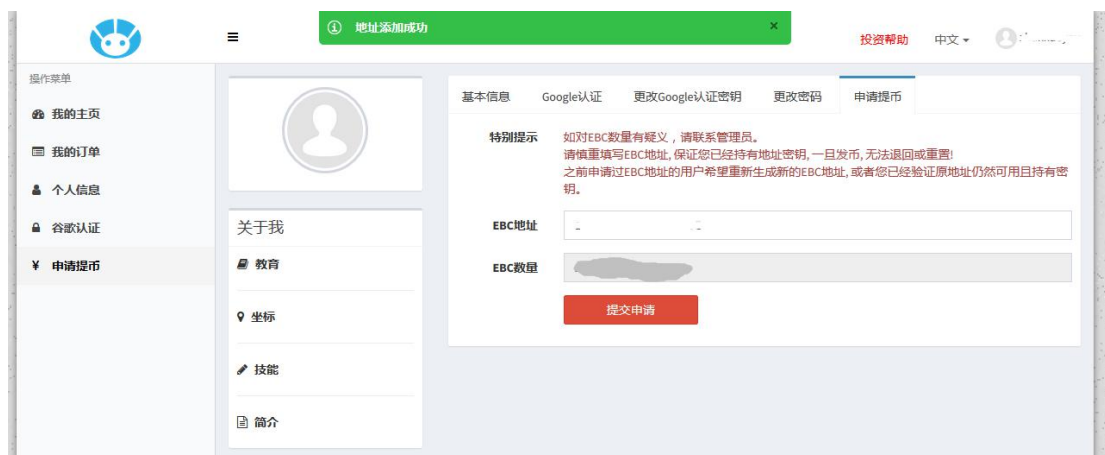 地址添加成功
×
投资帮助
中文
操作菜单
我的主页
我的订单
个人信息
谷歌认证
¥ 申请提币
关于我
教育
坐标
技能
简介
基本信息 Google认证 更改Google认证密钥 更改密码 申请提币
特别提示
如对EBC数量有疑义，请联系管理员。
请慎重填写EBC地址, 保证您已经持有地址密钥, 一旦发币, 无法退回或重置!
之前申请过EBC地址的用户希望重新生成新的EBC地址, 或者您已经验证原地址仍然可用且持有密
钥。
EBC地址
EBC数量
提交申请